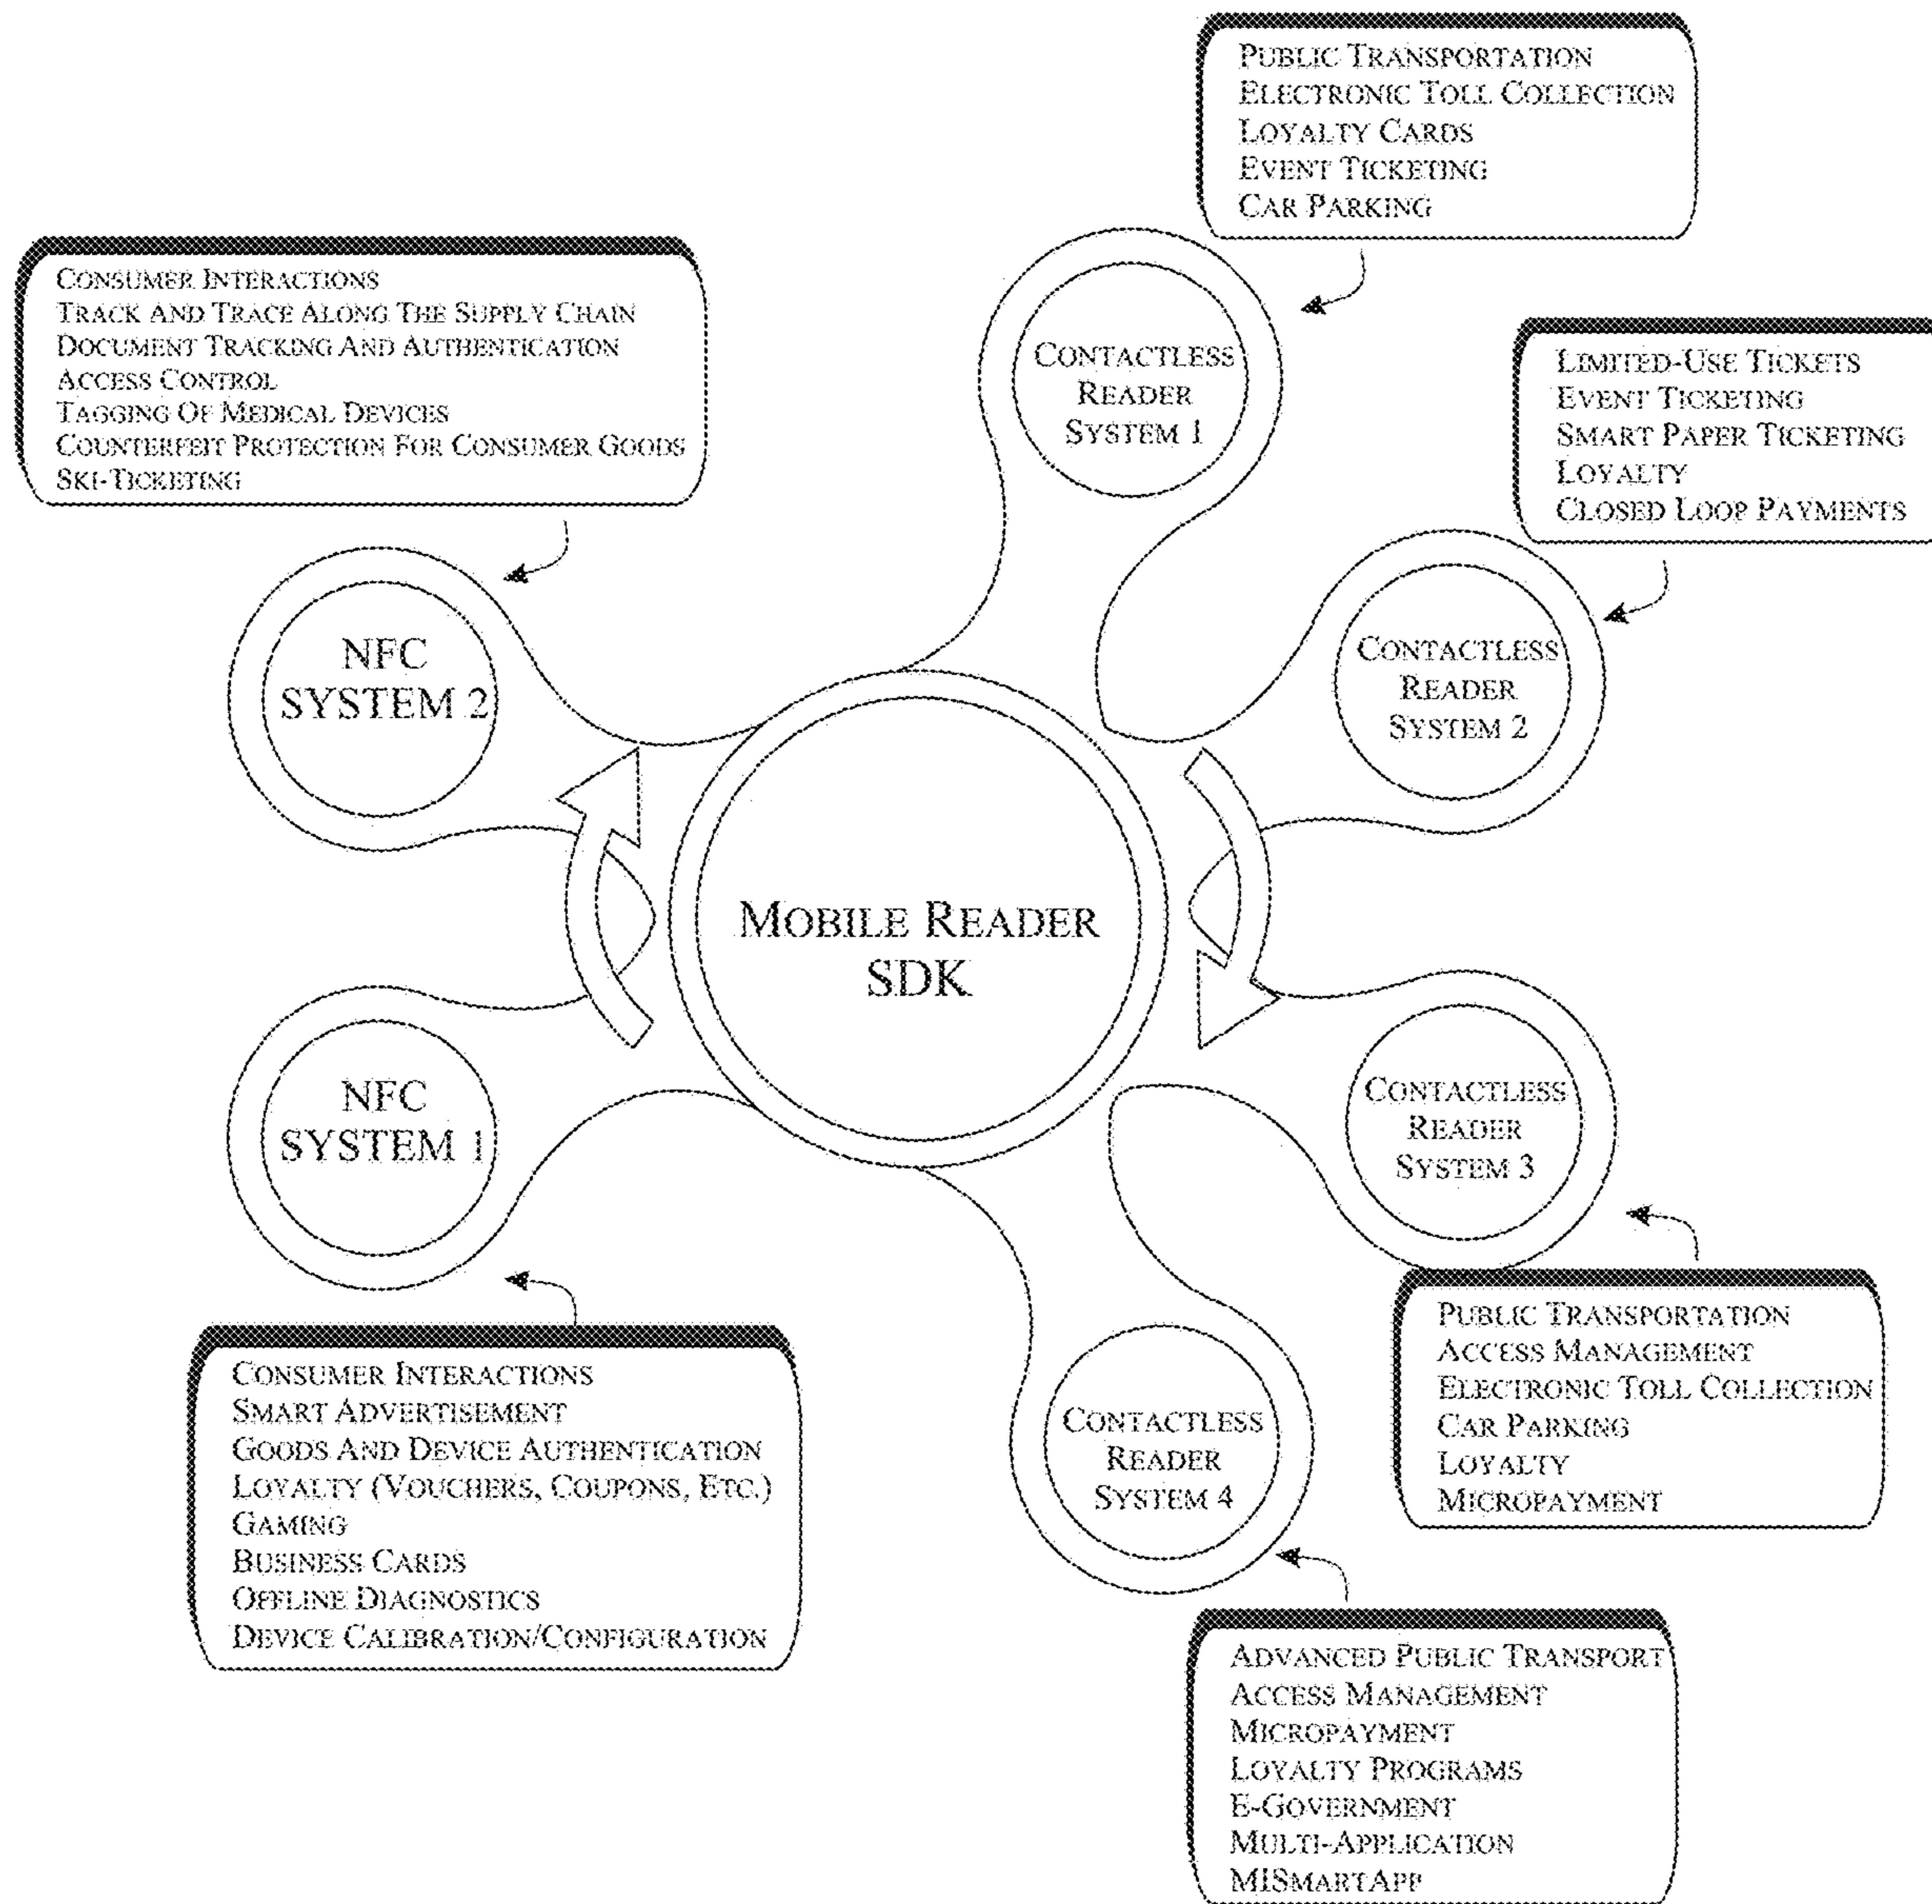 PUBLIC TRANSPORTATION
ELECTRONIC TOLL COLLECTION
LOYALTY CARDS
EVENT TICKETING
CAR PARKING
CONSUMER INTERACTIONS
TRACK AND TRACE ALONG THE SUPPLY CHAIN
DOCUMENT TRACKING AND AUTHENTICATION
ACCESS CONTROL
TAGGING OF MEDICAL DEVICES
COUNTERFEIT PROTECTION FOR CONSUMER GOODS
SKI-TICKETING
CONTACTLESS
READER
SYSTEM 1
LIMITED-USE TICKETS
EVENT TICKETING
SMART PAPER TICKETING
LOYALTY
CLOSED LOOP PAYMENTS
NFC
SYSTEM 2
CONTACTLESS
READER
SYSTEM 2
MOBILE READER
SDK
NFC
SYSTEM 1
CONTACTLESS
READER
SYSTEM 3
PUBLIC TRANSPORTATION
ACCESS MANAGEMENT
ELECTRONIC TOLL COLLECTION
CAR PARKING
LOYALTY
MICROPAYMENT
CONSUMER INTERACTIONS
SMART ADVERTISEMENT
GOODS AND DEVICE AUTHENTICATION
LOYALTY (VOUCHERS, COUPONS, ETC.)
GAMING
BUSINESS CARDS
OFFLINE DIAGNOSTICS
DEVICE CALIBRATION/CONFIGURATION
CONTACTLESS
READER
SYSTEM 4
ADVANCED PUBLIC TRANSPORT
ACCESS MANAGEMENT
MICROPAYMENT
LOYALTY PROGRAMS
E-GOVERNMENT
MULTI-APPLICATION
MISMARTAPP